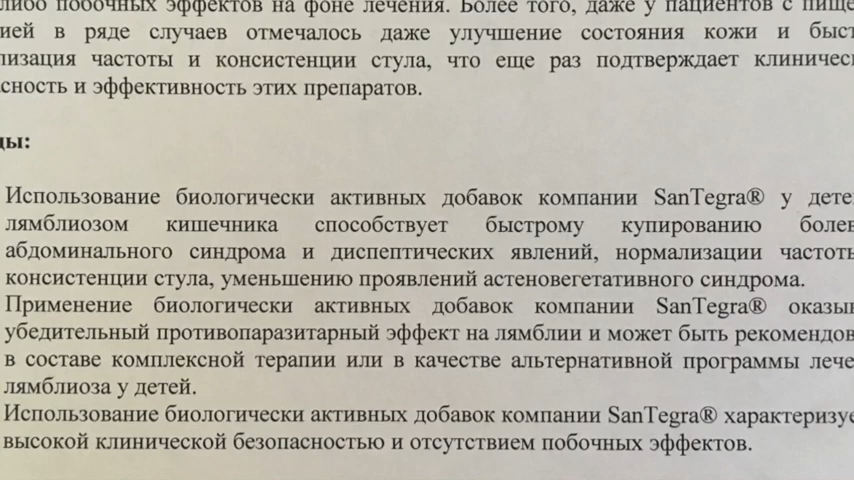 либо побочных эффектов на фоне лечения. Более того, даже у пациентов с пище
ией в ряде случаев отмечалось даже улучшение состояния кожи и быст
лизация частоты и консистенции стула, что еще раз подтверждает клиничес
сность и эффективность этих препаратов.
ды:
Использование биологически активных добавок компании SanTegra® у дете
лямблиозом кишечника способствует быстрому купированию болев
абдоминального синдрома и диспептических явлений, нормализации частоты
консистенции стула, уменьшению проявлений астеновегетативного синдрома.
Применение биологически активных добавок компании SanTegra® оказыв
убедительный противопаразитарный эффект на лямблии и может быть рекомендов
в составе комплексной терапии или в качестве альтернативной программы лече
лямблиоза у детей.
Использование биологически активных добавок компании SanTegra® характеризуе
высокой клинической безопасностью и отсутствием побочных эффектов.